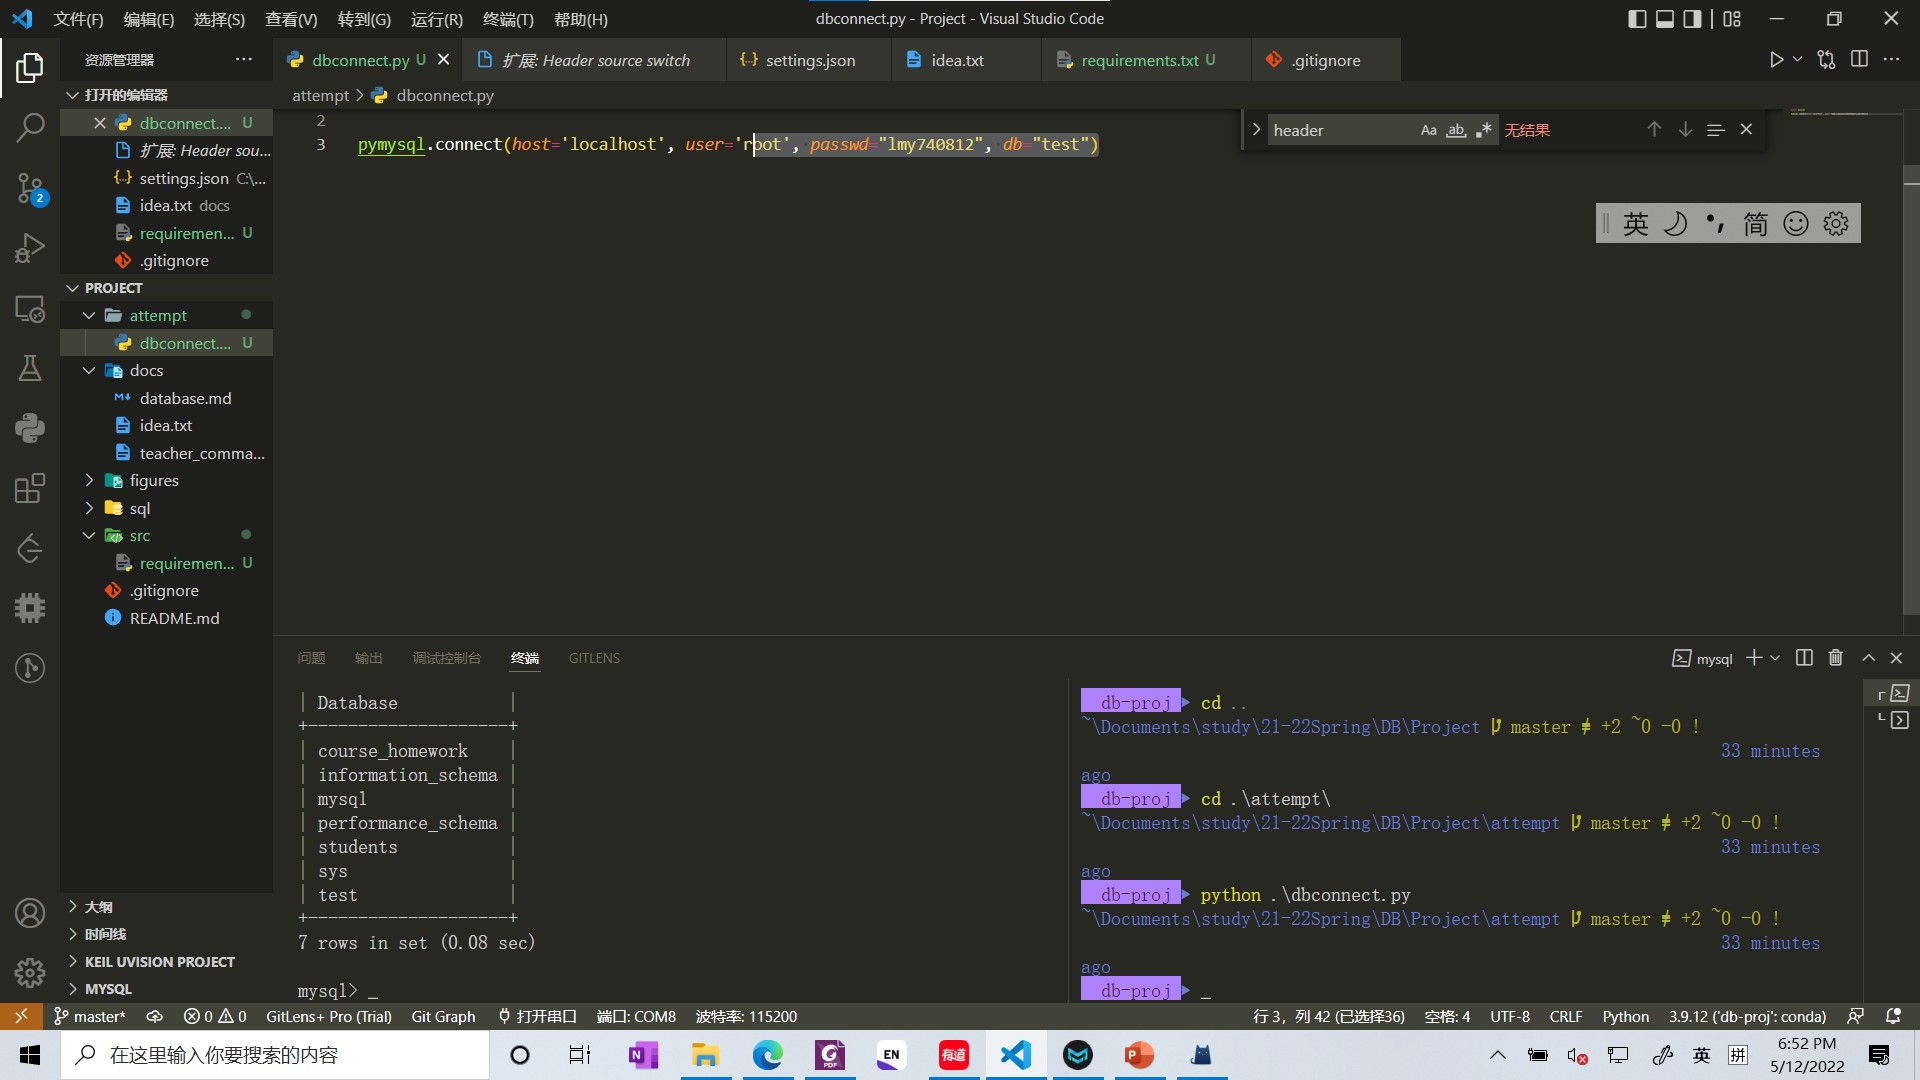 文件(F) 编辑(E) 选择(S) 查看(V) 转到(G) 运行(R) 终端(T) 帮助(H)
dbconnect.py - Project - Visual Studio Code
资源管理器
dbconnect.py U
扩展: Header source switch
settings.json
idea.txt
requirements.txt U
.gitignore
打开的编辑器
attempt > dbconnect.py
dbconnect.... U
扩展: Header sou...
settings.json C:\...
idea.txt docs
requiremen... U
.gitignore
2
3 pymysql.connect(host='localhost', user='root', passwd="lmy740812", db="test")
header
Aa ab
无结果
英 简
2
PROJECT
attempt
dbconnect.... U
docs
database.md
idea.txt
teacher_comma...
figures
sql
src
requiremen... U
.gitignore
README.md
大纲
时间线
KEIL UVISION PROJECT
MYSQL
问题 输出 调试控制台 终端 GITLENS
mysql
| Database |
+--------------------+
| course_homework |
| information_schema |
| mysql |
| performance_schema |
| students |
| sys |
| test |
+--------------------+
7 rows in set (0.08 sec)
mysql> _
db-proj cd ..
~\Documents\study\21-22Spring\DB\Project master ≢ +2 ~0 -0 !
33 minutes
ago
db-proj cd .\attempt\
~\Documents\study\21-22Spring\DB\Project\attempt master ≢ +2 ~0 -0 !
33 minutes
ago
db-proj python .\dbconnect.py
~\Documents\study\21-22Spring\DB\Project\attempt master ≢ +2 ~0 -0 !
33 minutes
ago
db-proj _
master* 0 0 GitLens+ Pro (Trial) Git Graph 打开串口 端口: COM8 波特率: 115200
行 3，列 42 (已选择36) 空格: 4 UTF-8 CRLF Python 3.9.12 ('db-proj': conda)
在这里输入你要搜索的内容
PDF
EN
有道
P
英
拼
6:52 PM
5/12/2022